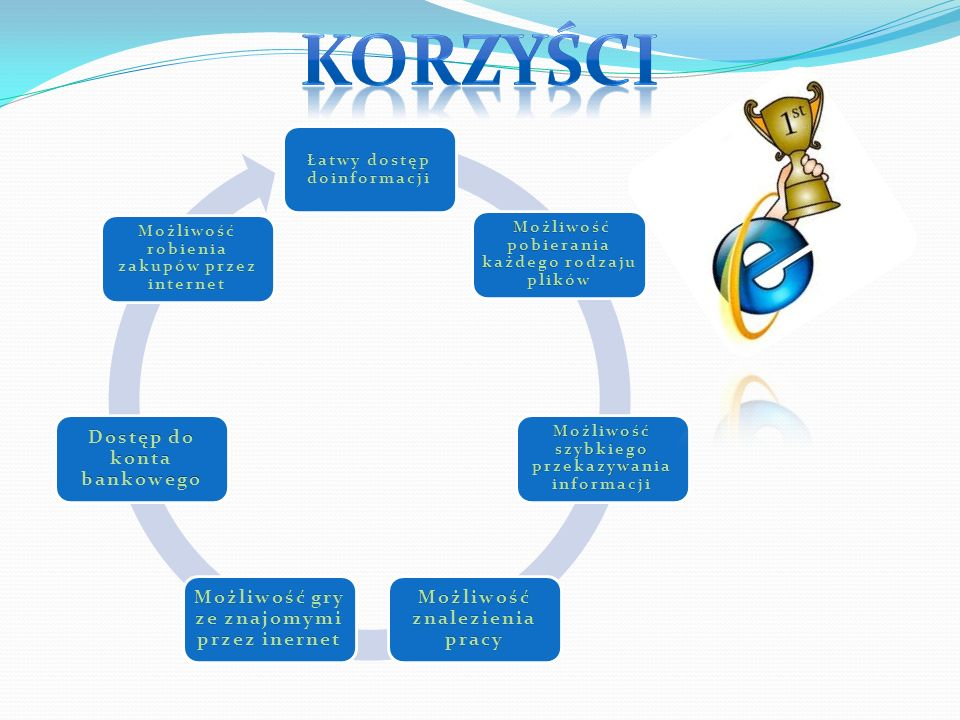 KORZYŚCI
1st
Łatwy dostęp
doinformacji
Możliwość
pobierania
każdego rodzaju
plików
Możliwość
szybkiego
przekazywania
informacji
Możliwość
znalezienia
pracy
Możliwość gry
ze znajomymi
przez inernet
Dostęp do
konta
bankowego
Możliwość
robienia
zakupów przez
internet